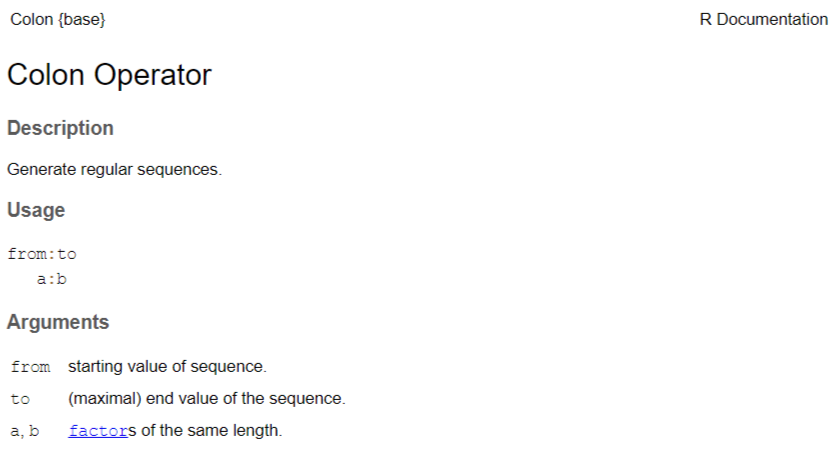 Colon {base} R Documentation
Colon Operator
Description
Generate regular sequences.
Usage
from:to
a:b
Arguments
from starting value of sequence.
to (maximal) end value of the sequence.
a, b factors of the same length.